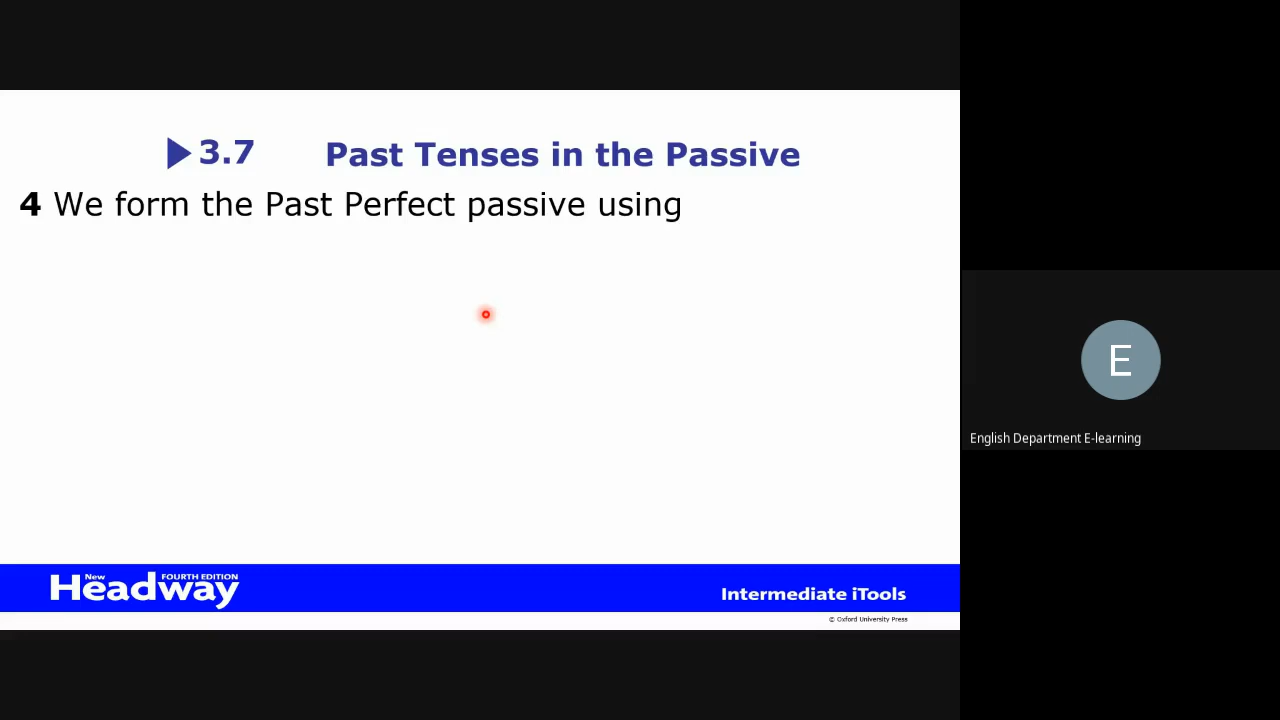 3.7 Past Tenses in the Passive
4 We form the Past Perfect passive using
E
English Department E-learning
New Headway FOURTH EDITION
Intermediate iTools
© Oxford University Press